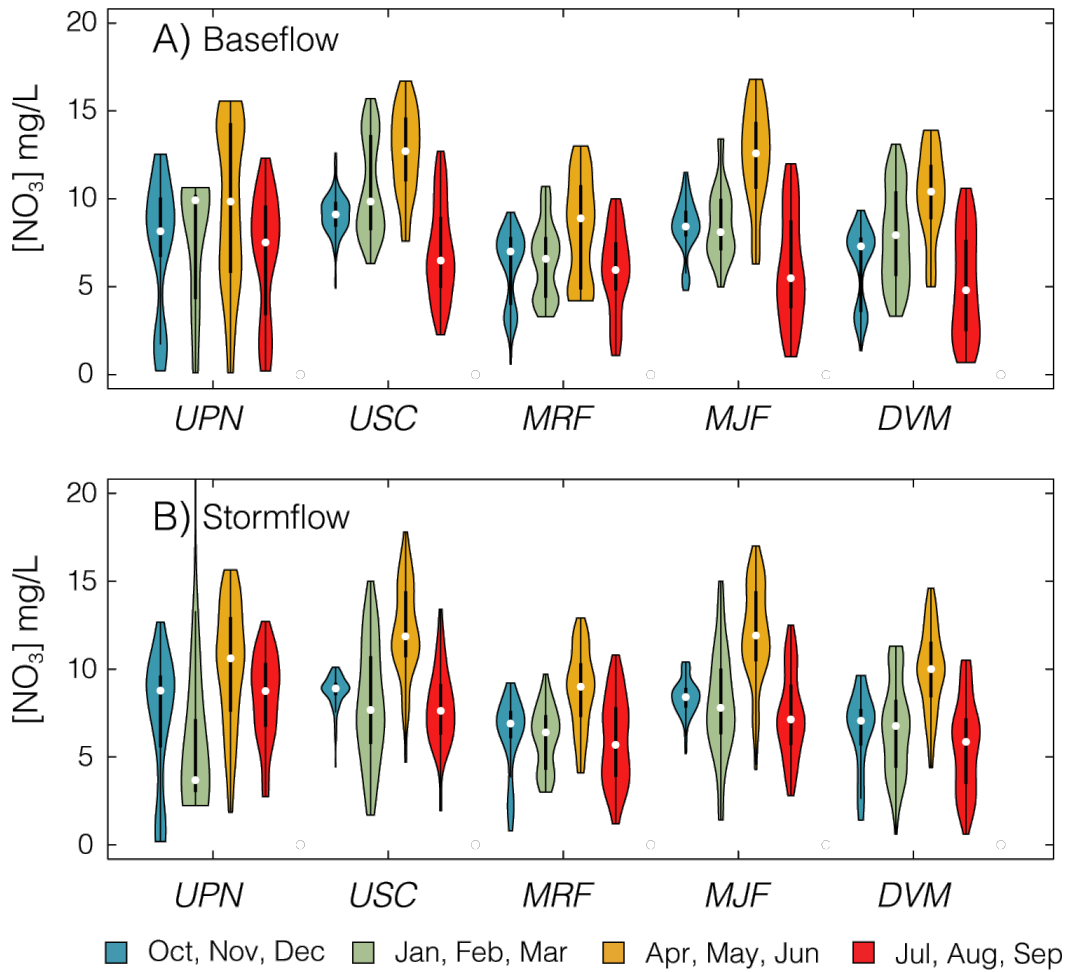 A) Baseflow
[NO₃] mg/L
20
15
10
5
0
UPN USC MRF MJF DVM
B) Stormflow
[NO₃] mg/L
20
15
10
5
0
UPN USC MRF MJF DVM
Oct, Nov, Dec Jan, Feb, Mar Apr, May, Jun Jul, Aug, Sep